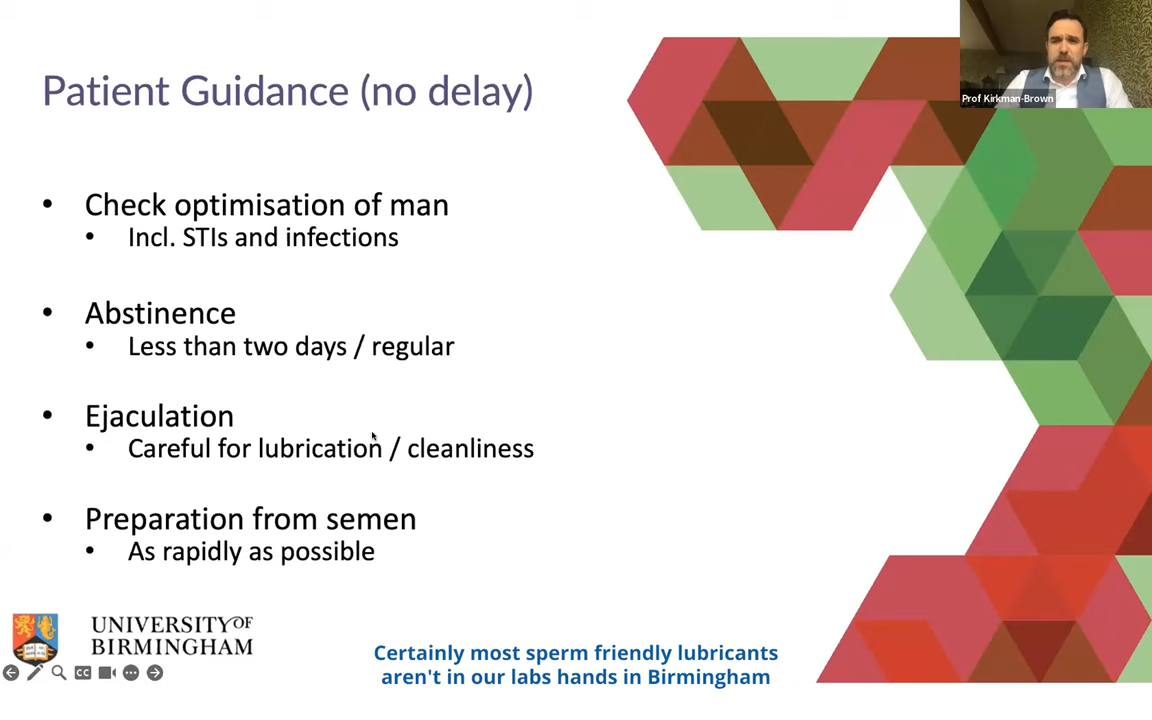 Prof Kirkman-Brown
Patient Guidance (no delay)
• Check optimisation of man
• Incl. STIs and infections
• Abstinence
• Less than two days / regular
• Ejaculation
• Careful for lubrication / cleanliness
• Preparation from semen
• As rapidly as possible
UNIVERSITYOF
BIRMINGHAM
CC
Certainly most sperm friendly lubricants
aren't in our labs hands in Birmingham